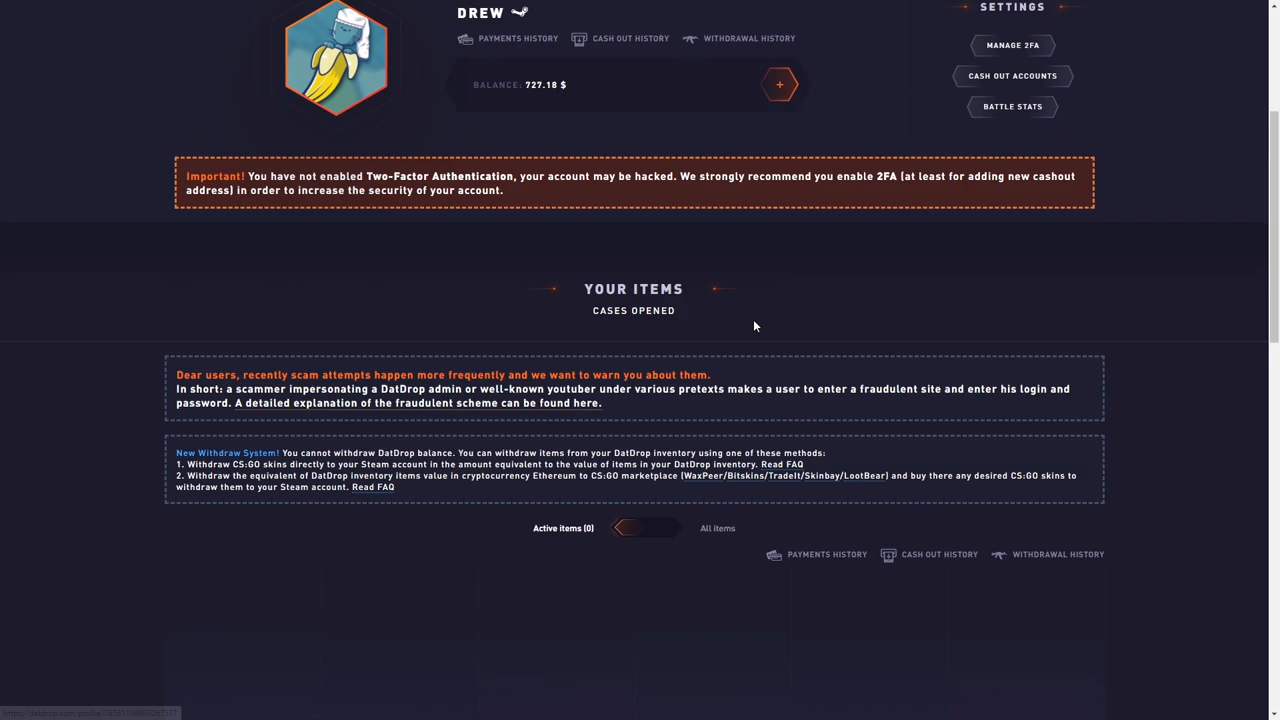 DREW
SETTINGS
PAYMENTS HISTORY
CASH OUT HISTORY
WITHDRAWAL HISTORY
MANAGE 2FA
CASH OUT ACCOUNTS
BATTLE STATS
BALANCE: 727.18 $
+
Important! You have not enabled Two-Factor Authentication, your account may be hacked. We strongly recommend you enable 2FA (at least for adding new cashout
address) in order to increase the security of your account.
YOUR ITEMS
CASES OPENED
Dear users, recently scam attempts happen more frequently and we want to warn you about them.
In short: a scammer impersonating a DatDrop admin or well-known youtuber under various pretexts makes a user to enter a fraudulent site and enter his login and
password. A detailed explanation of the fraudulent scheme can be found here.
New Withdraw System! You cannot withdraw DatDrop balance. You can withdraw items from your DatDrop inventory using one of these methods:
1. Withdraw CS:GO skins directly to your Steam account in the amount equivalent to the value of items in your DatDrop inventory. Read FAQ
2. Withdraw the equivalent of DatDrop inventory items value in cryptocurrency Ethereum to CS:GO marketplace (WaxPeer/Bitskins/TradeIt/Skinbay/LootBear) and buy there any desired CS:GO skins to
withdraw them to your Steam account. Read FAQ
Active items (0)
All items
PAYMENTS HISTORY
CASH OUT HISTORY
WITHDRAWAL HISTORY